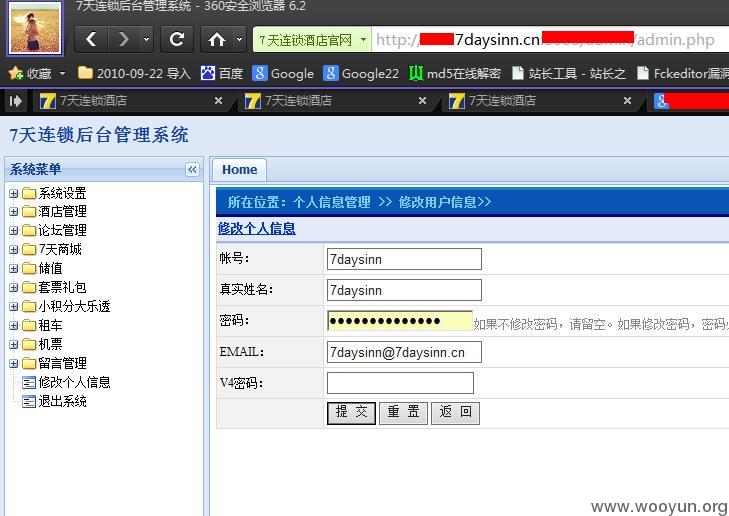 7天连锁后台管理系统 - 360安全浏览器 6.2
7天连锁酒店官网
http://
7daysinn.cn
/admin.php
收藏
2010-09-22 导入
百度
Google
Google22
md5在线解密
站长工具 - 站长之
Fckeditor漏洞
7天连锁酒店
7天连锁酒店
7天连锁酒店
7天连锁后台管理系统
系统菜单
系统设置
酒店管理
论坛管理
7天商城
储值
套票礼包
小积分大乐透
租车
机票
留言管理
修改个人信息
退出系统
Home
所在位置：个人信息管理 >> 修改用户信息>>
修改个人信息
帐号：
7daysinn
真实姓名：
7daysinn
密码：
如果不修改密码，请留空。如果修改密码，密码
EMAIL：
7daysinn@7daysinn.cn
V4密码：
提 交
重 置
返 回
www.wooyun.org